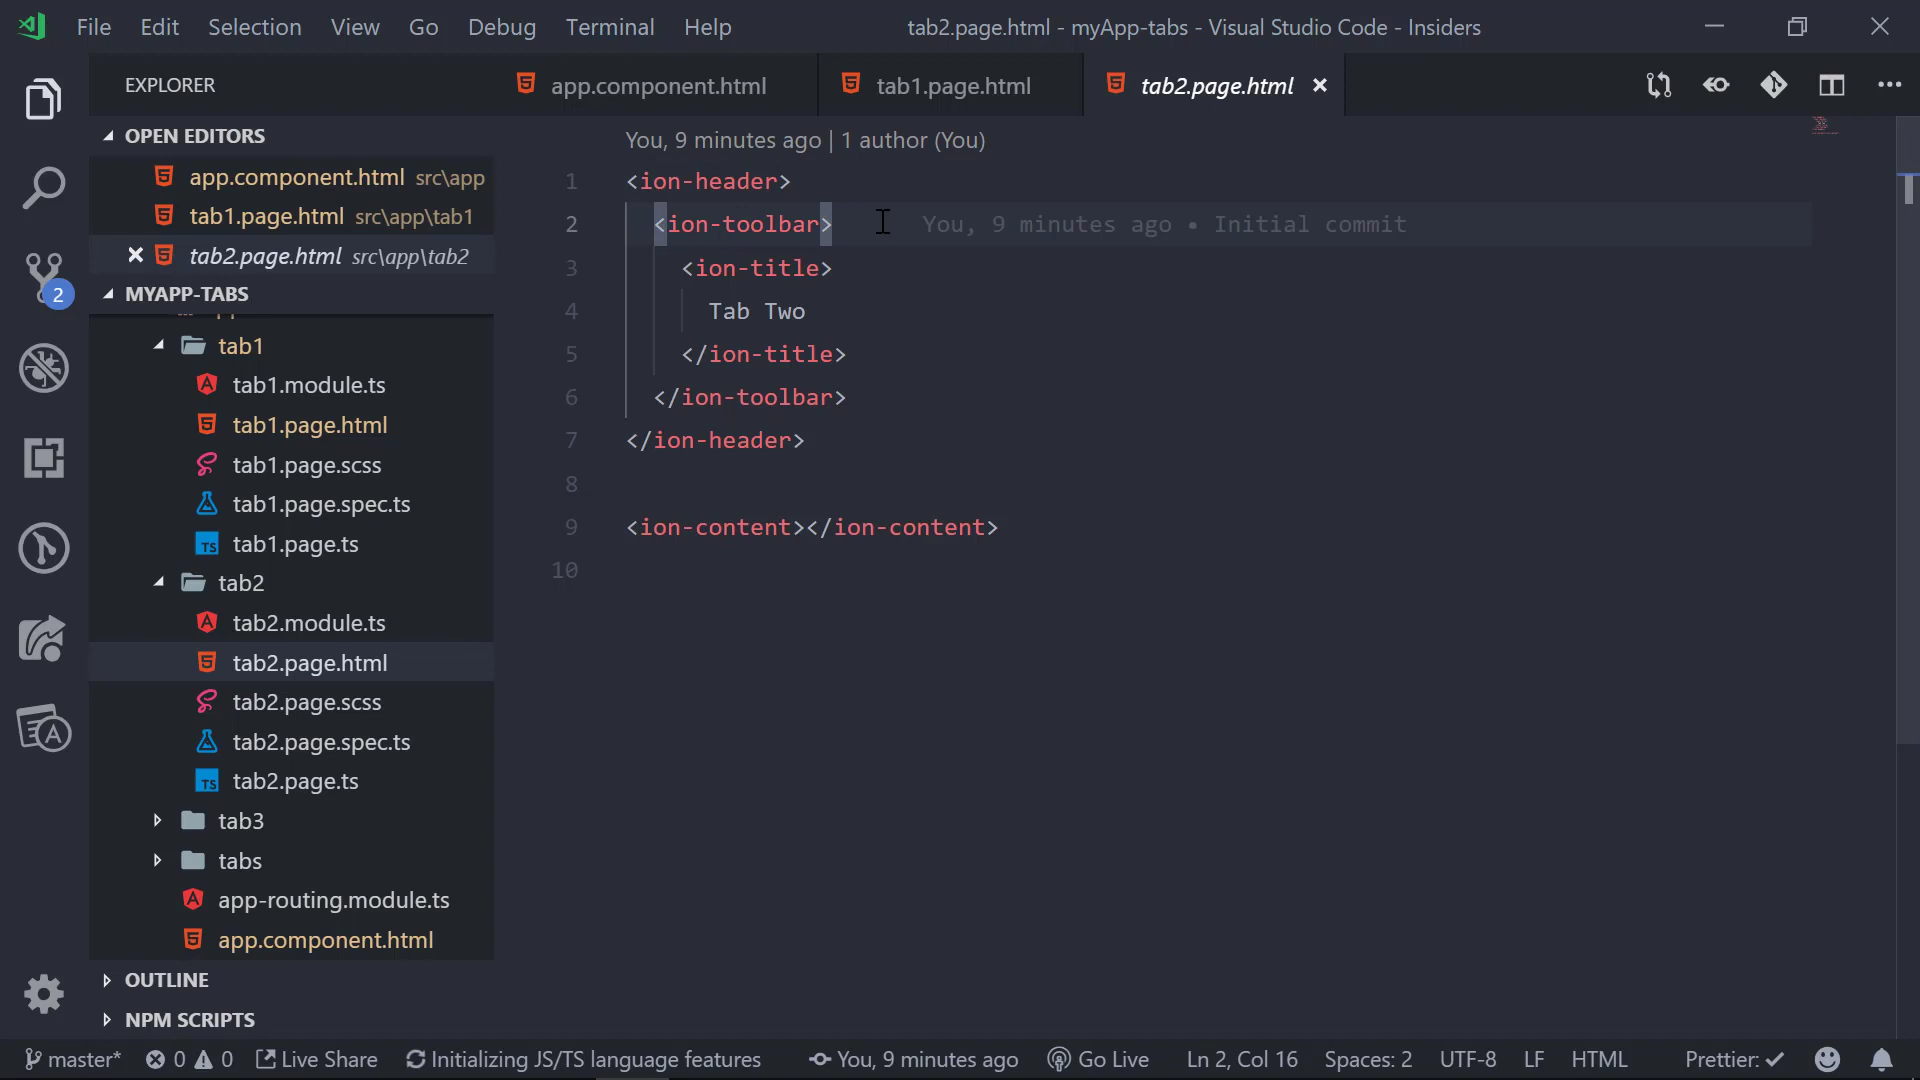 File Edit Selection View Go Debug Terminal Help
tab2.page.html - myApp-tabs - Visual Studio Code - Insiders
EXPLORER
OPEN EDITORS
app.component.html src\app
tab1.page.html src\app\tab1
tab2.page.html src\app\tab2
2
MYAPP-TABS
tab1
tab1.module.ts
tab1.page.html
tab1.page.scss
tab1.page.spec.ts
tab1.page.ts
tab2
tab2.module.ts
tab2.page.html
tab2.page.scss
tab2.page.spec.ts
tab2.page.ts
tab3
tabs
app-routing.module.ts
app.component.html
OUTLINE
NPM SCRIPTS
app.component.html
tab1.page.html
tab2.page.html
You, 9 minutes ago | 1 author (You)
1 <ion-header>
2 <ion-toolbar> You, 9 minutes ago • Initial commit
3 <ion-title>
4 Tab Two
5 </ion-title>
6 </ion-toolbar>
7 </ion-header>
8
9 <ion-content></ion-content>
10
master* 0 0 Live Share Initializing JS/TS language features You, 9 minutes ago Go Live Ln 2, Col 16 Spaces: 2 UTF-8 LF HTML Prettier: ✓